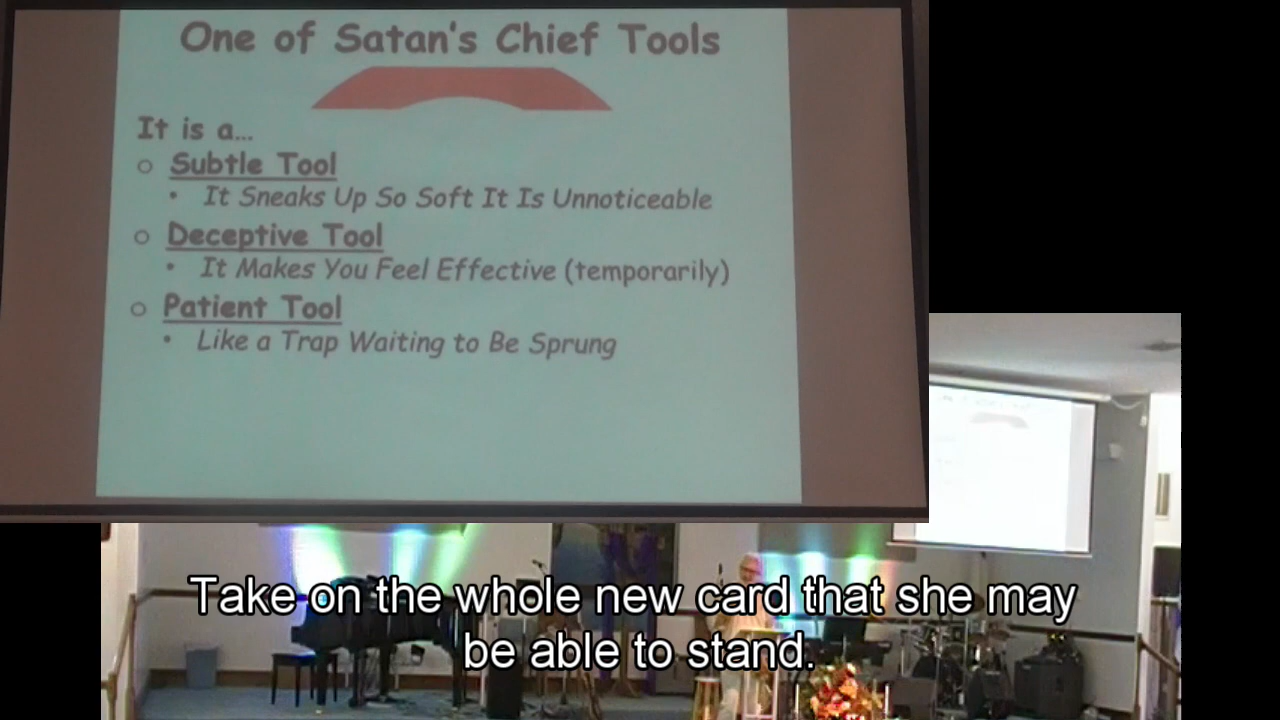 One of Satan's Chief Tools
It is a...
Subtle Tool
It Sneaks Up So Soft It Is Unnoticeable
Deceptive Tool
It Makes You Feel Effective (temporarily)
Patient Tool
Like a Trap Waiting to Be Sprung
Take on the whole new card that she may
be able to stand.